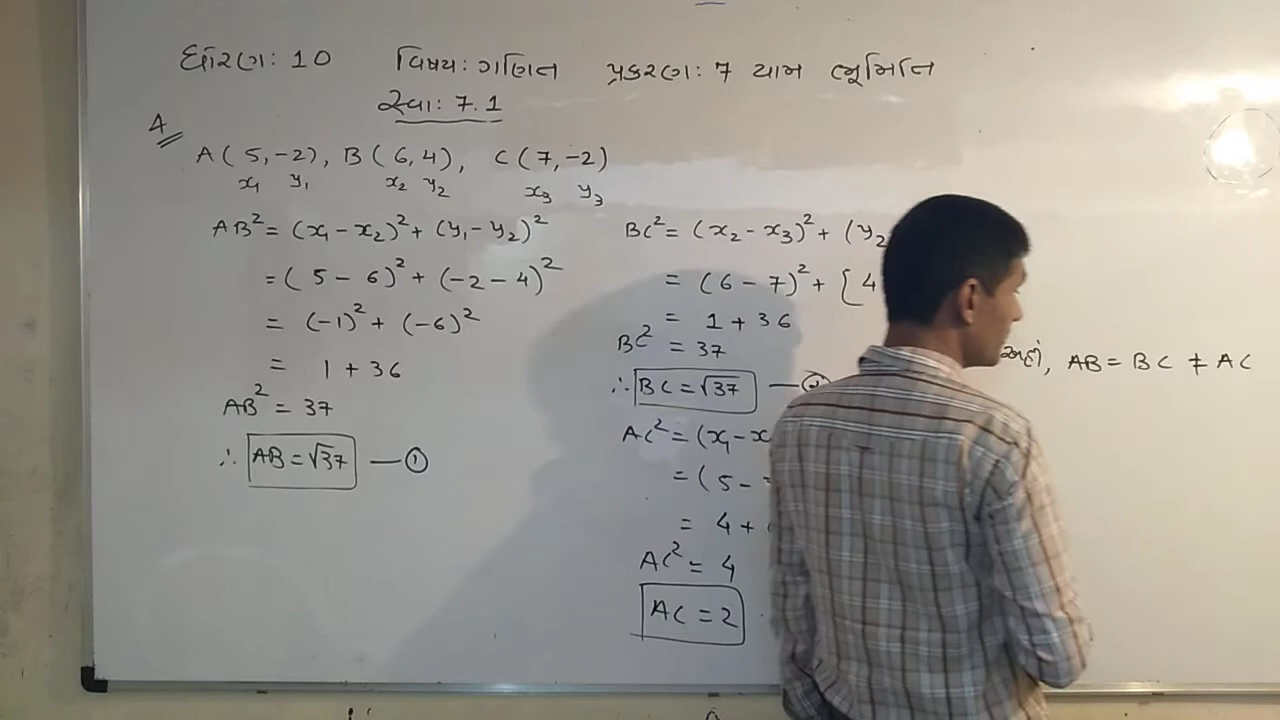 ધોરણ: 10 વિષય: ગણિત પ્રકરણ: 7 યામ ભૂમિતિ
સ્વા: 7.1
4
A ( 5, -2), B ( 6, 4), C ( 7, -2)
x₁ y₁ x₂ y₂ x₃ y₃
AB² = (x₁ - x₂)² + (y₁ - y₂)²
= ( 5 - 6)² + (-2 - 4)²
= (-1)² + (-6)²
= 1 + 36
AB² = 37
∴ AB = √37 — ①
BC² = (x₂ - x₃)² + (y₂
= (6 - 7)² + [4
= 1 + 36
BC² = 37
∴ BC = √37 — ②
AC² = (x₁ - x
= ( 5 -
= 4 +
AC² = 4
AC = 2
અહીં, AB = BC ≠ AC